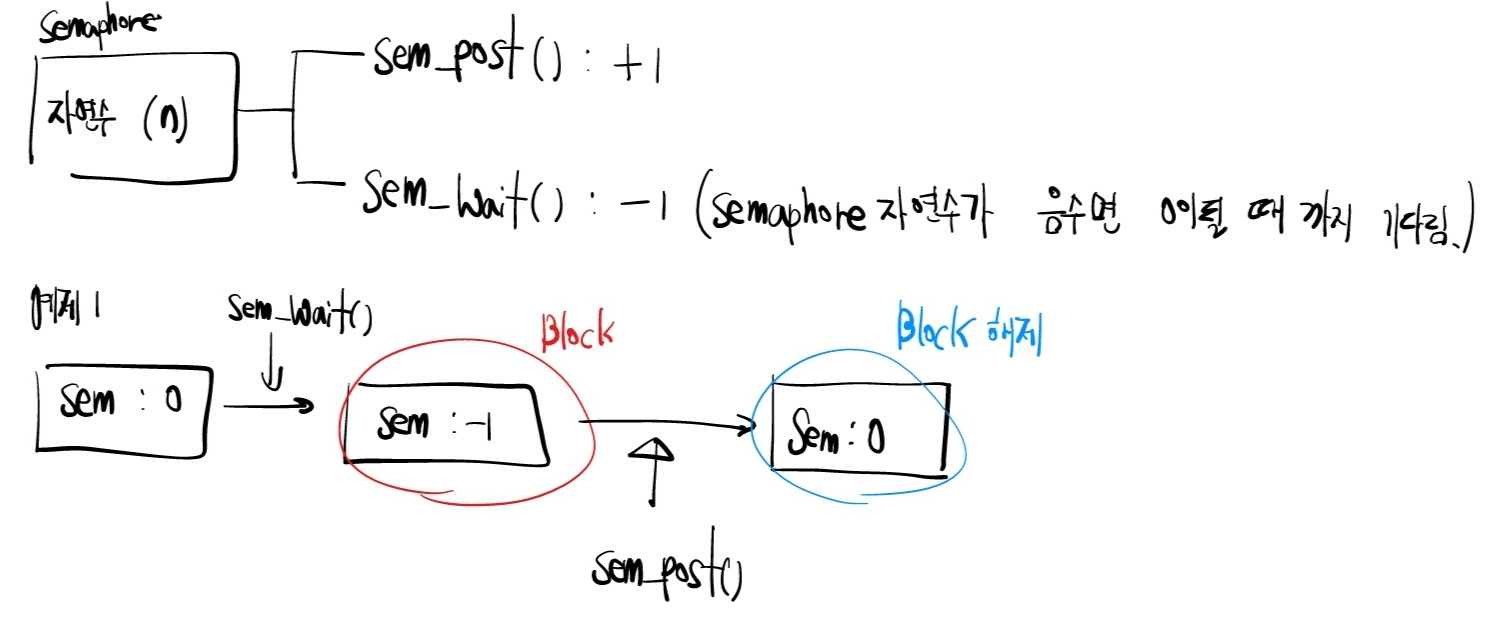 Semaphore
자연수 (n)
sem_post() : +1
sem_wait() : -1 (semaphore 자연수가 음수면 0이될 때 까지 기다림.)
예제 1
sem_wait()
Block
Block 해제
sem : 0
sem : -1
sem : 0
sem_post()